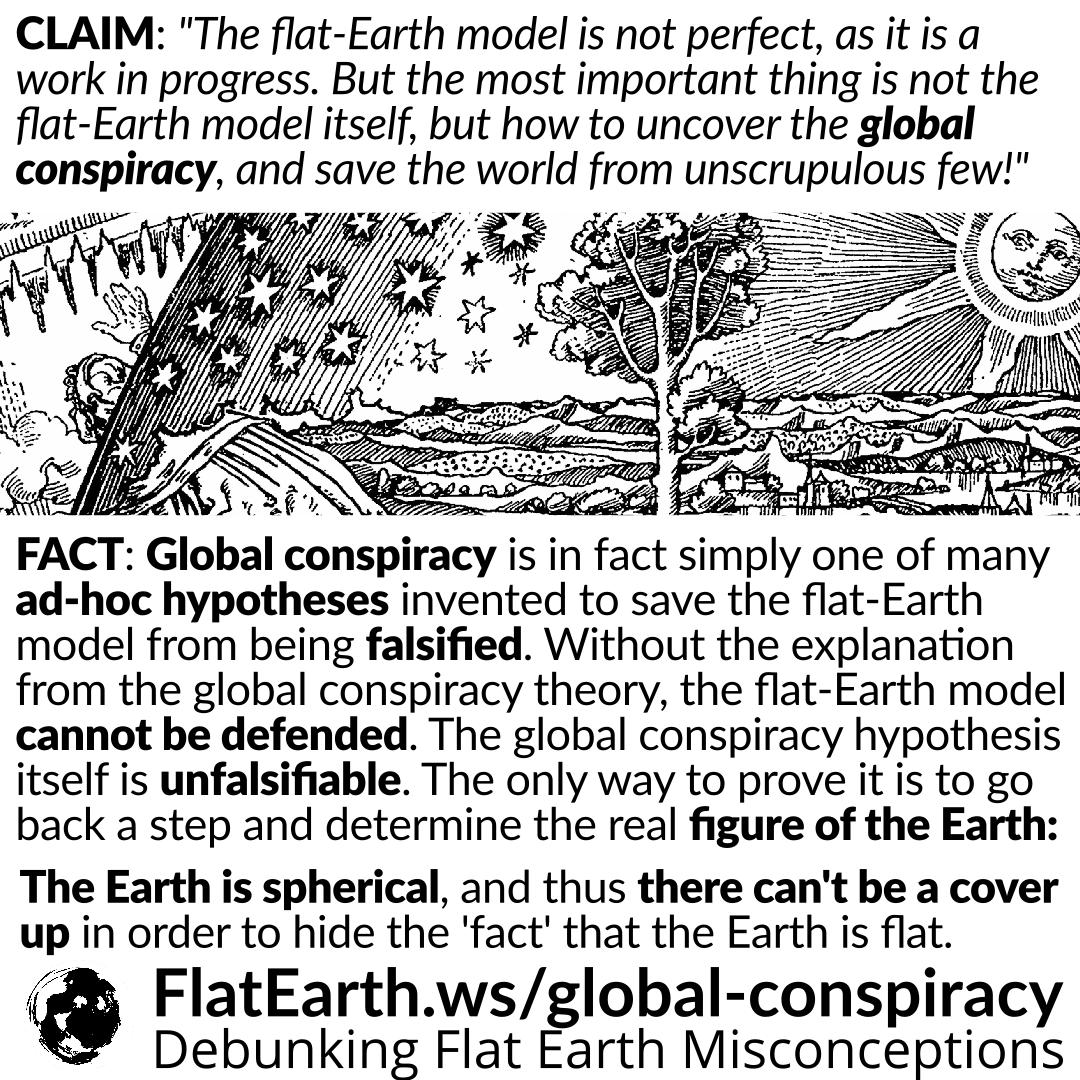 CLAIM: "The flat-Earth model is not perfect, as it is a
work in progress. But the most important thing is not the
flat-Earth model itself, but how to uncover the global
conspiracy, and save the world from unscrupulous few!"
FACT: Global conspiracy is in fact simply one of many
ad-hoc hypotheses invented to save the flat-Earth
model from being falsified. Without the explanation
from the global conspiracy theory, the flat-Earth model
cannot be defended. The global conspiracy hypothesis
itself is unfalsifiable. The only way to prove it is to go
back a step and determine the real figure of the Earth:
The Earth is spherical, and thus there can't be a cover
up in order to hide the 'fact' that the Earth is flat.
FlatEarth.ws/global-conspiracy
Debunking Flat Earth Misconceptions